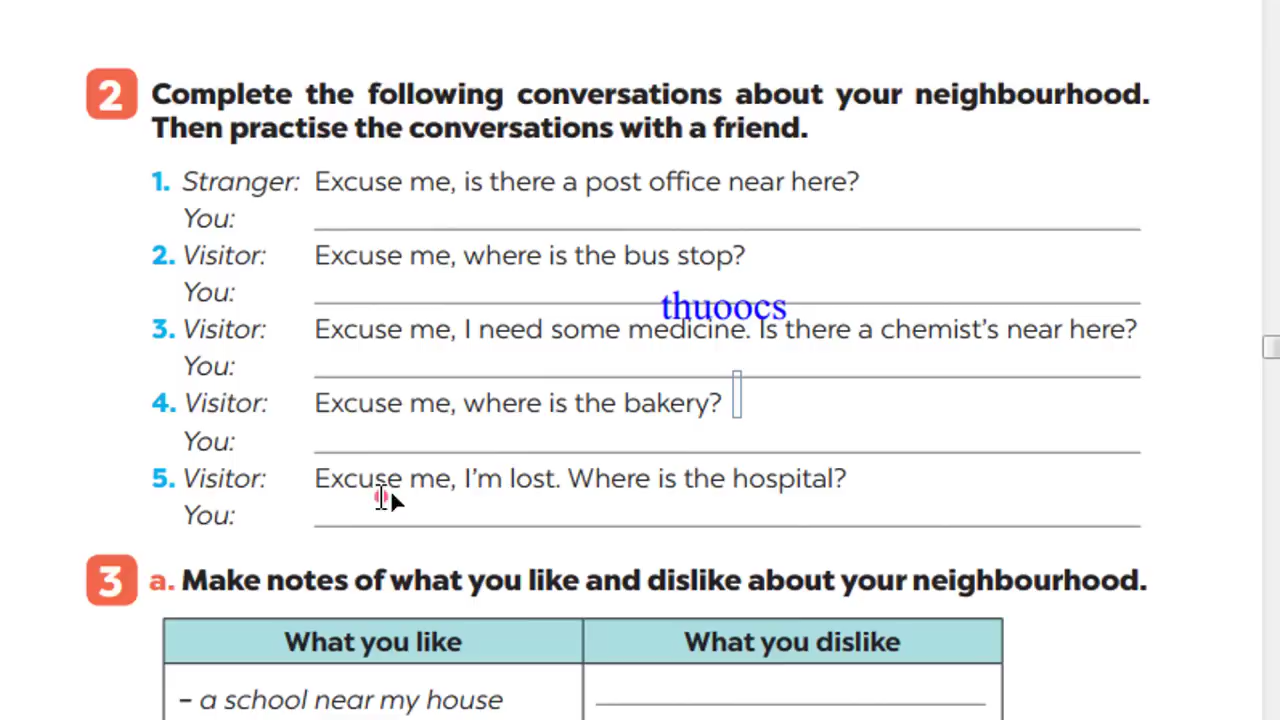 2 Complete the following conversations about your neighbourhood.
Then practise the conversations with a friend.
1. Stranger: Excuse me, is there a post office near here?
You:
2. Visitor: Excuse me, where is the bus stop?
You:
thuoocs
3. Visitor: Excuse me, I need some medicine. Is there a chemist's near here?
You:
4. Visitor: Excuse me, where is the bakery?
You:
5. Visitor: Excuse me, I'm lost. Where is the hospital?
You:
3 a. Make notes of what you like and dislike about your neighbourhood.
What you like What you dislike
– a school near my house